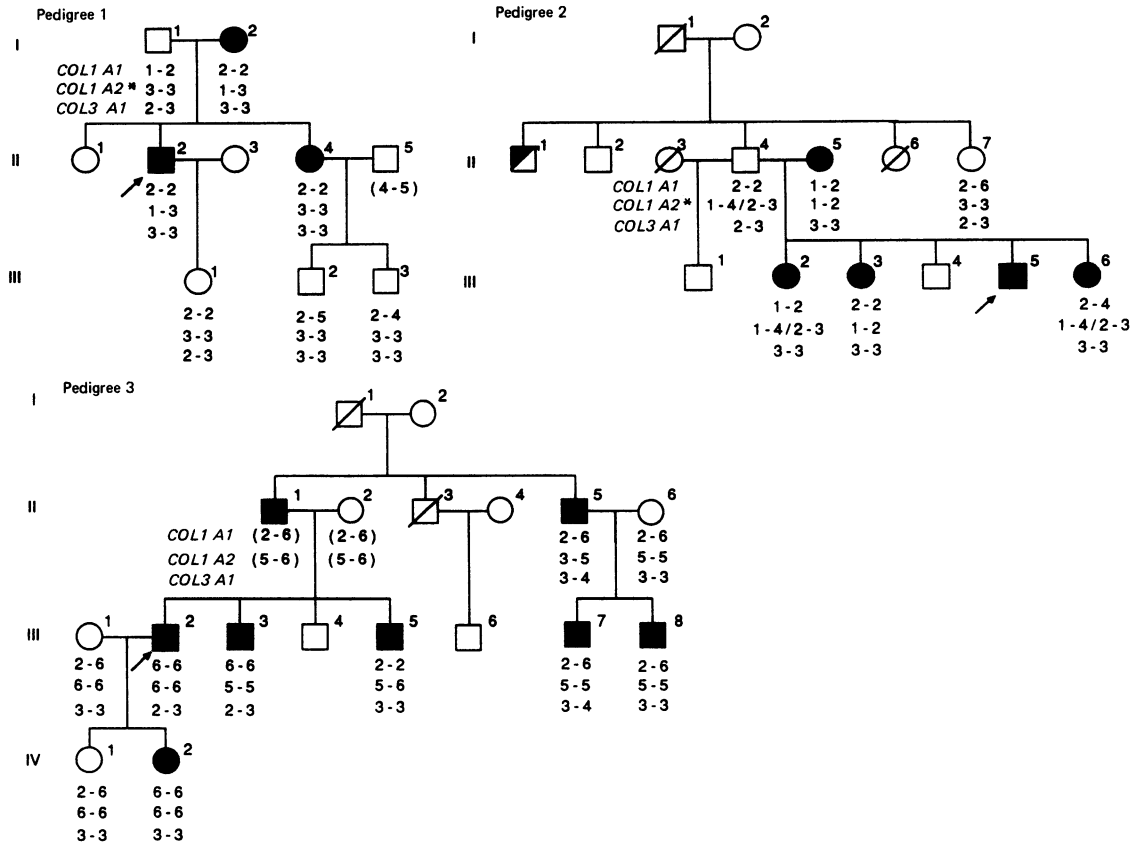 Pedigree 1
I
1 2
COL1 A1 1-2 2-2
COL1 A2* 3-3 1-3
COL3 A1 2-3 3-3
II
1 2 3 4 5
2-2 2-2 (4-5)
1-3 3-3
3-3 3-3
III
1 2 3
2-2 2-5 2-4
3-3 3-3 3-3
2-3 3-3 3-3
Pedigree 2
I
1 2
II
1 2 3 4 5 6 7
COL1 A1 2-2 1-2 2-6
COL1 A2* 1-4/2-3 1-2 3-3
COL3 A1 2-3 3-3 2-3
III
1 2 3 4 5 6
1-2 2-2 2-4
1-4/2-3 1-2 1-4/2-3
3-3 3-3 3-3
Pedigree 3
I
1 2
II
1 2 3 4 5 6
COL1 A1 (2-6) (2-6) 2-6 2-6
COL1 A2 (5-6) (5-6) 3-5 5-5
COL3 A1 3-4 3-3
III
1 2 3 4 5 6 7 8
2-6 6-6 6-6 2-2 2-6 2-6
6-6 6-6 5-5 5-6 5-5 5-5
3-3 2-3 2-3 3-3 3-4 3-3
IV
1 2
2-6 6-6
6-6 6-6
3-3 3-3